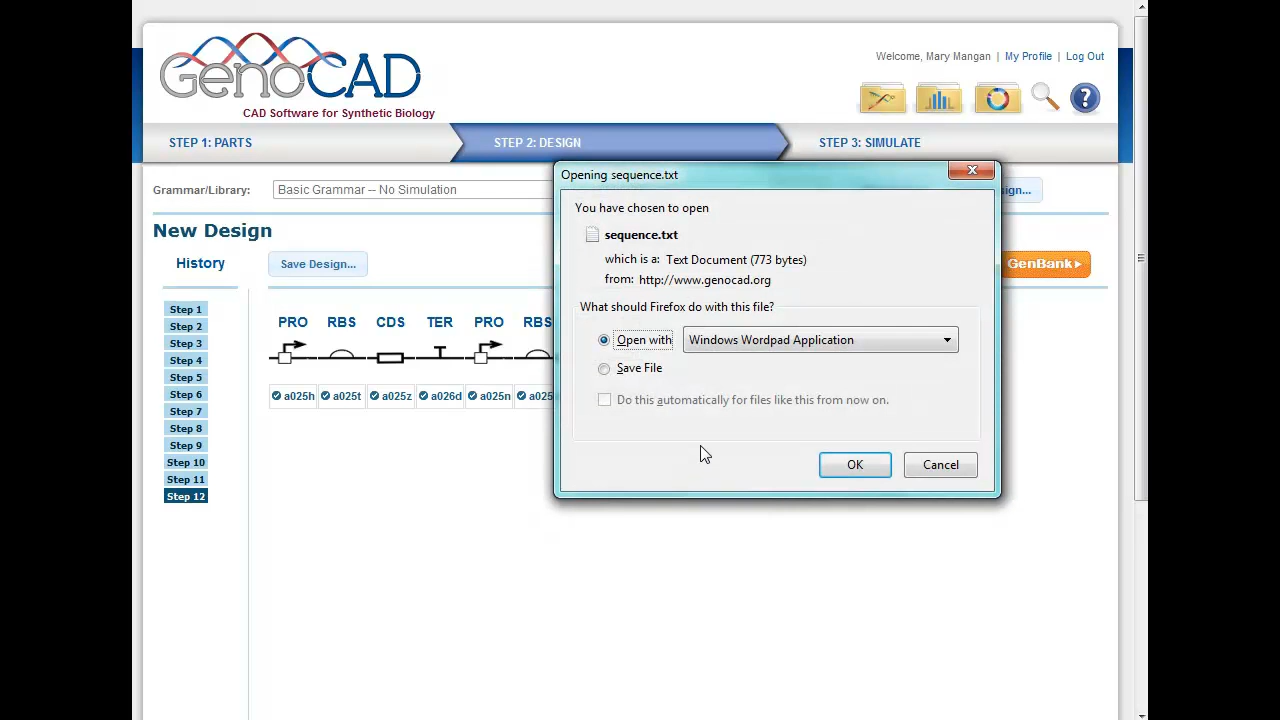 GenoCAD
CAD Software for Synthetic Biology
Welcome, Mary Mangan | My Profile | Log Out
?
STEP 1: PARTS
STEP 2: DESIGN
STEP 3: SIMULATE
Grammar/Library:
Basic Grammar -- No Simulation
New Design
History
Save Design...
GenBank
Step 1
Step 2
Step 3
Step 4
Step 5
Step 6
Step 7
Step 8
Step 9
Step 10
Step 11
Step 12
PRO RBS CDS TER PRO RBS
a025h a025t a025z a026d a025n a025
Opening sequence.txt
You have chosen to open
sequence.txt
which is a: Text Document (773 bytes)
from: http://www.genocad.org
What should Firefox do with this file?
Open with Windows Wordpad Application
Save File
Do this automatically for files like this from now on.
OK Cancel